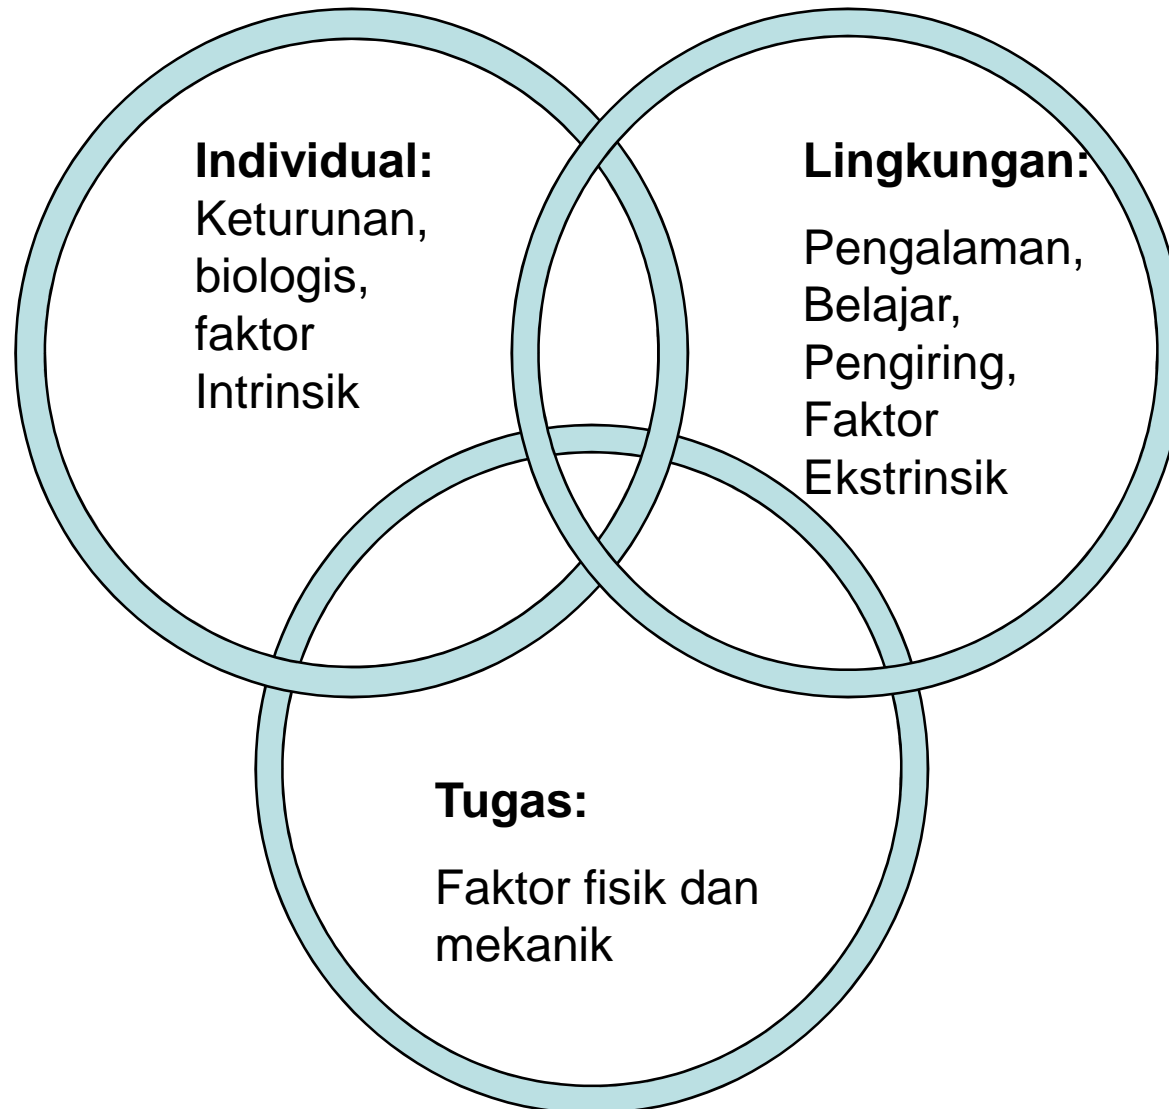 Individual:
Keturunan,
biologis,
faktor
Intrinsik
Lingkungan:
Pengalaman,
Belajar,
Pengiring,
Faktor
Ekstrinsik
Tugas:
Faktor fisik dan
mekanik